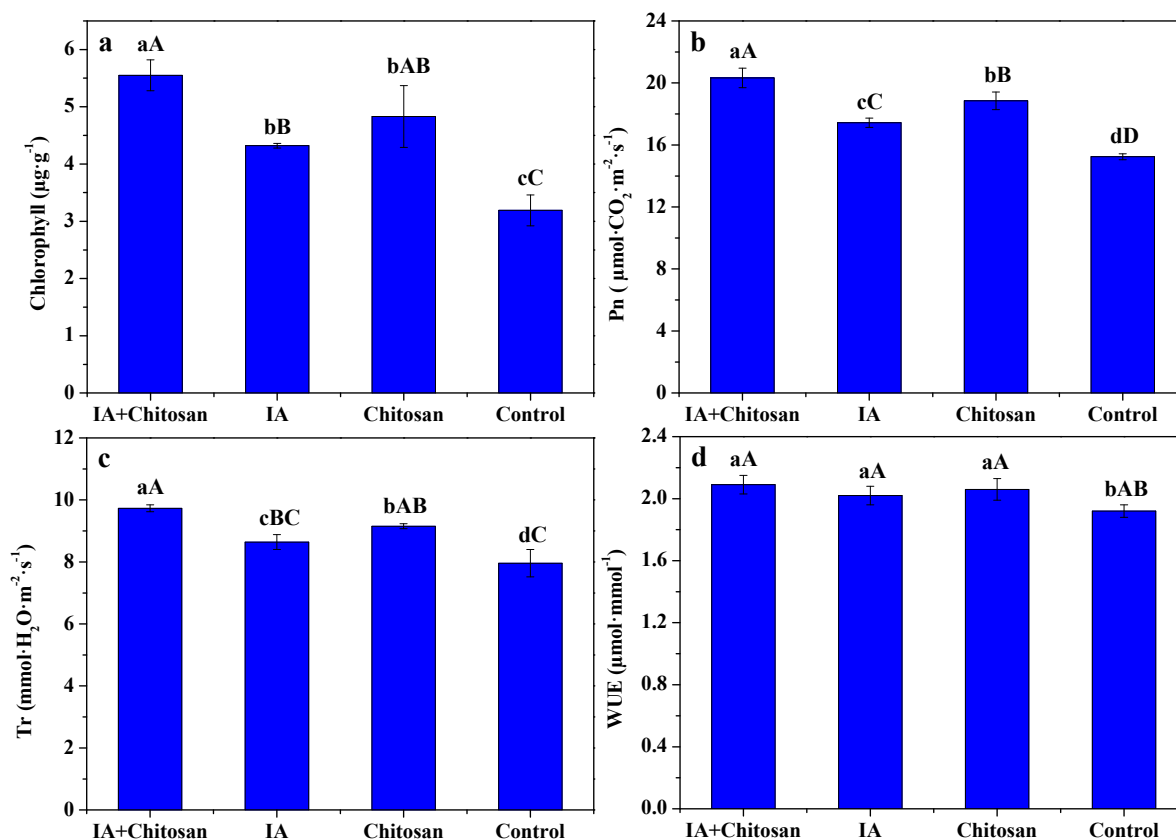 a
aA
bB
bAB
cC
Chlorophyll (μg·g⁻¹)
6
5
4
3
2
1
0
IA+Chitosan IA Chitosan Control
b
aA
cC
bB
dD
Pn ( μmol·CO₂·m⁻²·s⁻¹)
24
20
16
12
8
4
0
IA+Chitosan IA Chitosan Control
c
aA
cBC
bAB
dC
Tr (mmol·H₂O·m⁻²·s⁻¹)
12
10
8
6
4
2
0
IA+Chitosan IA Chitosan Control
d
aA
aA
aA
bAB
WUE (μmol·mmol⁻¹)
2.4
2.0
1.6
1.2
0.8
0.4
0.0
IA+Chitosan IA Chitosan Control